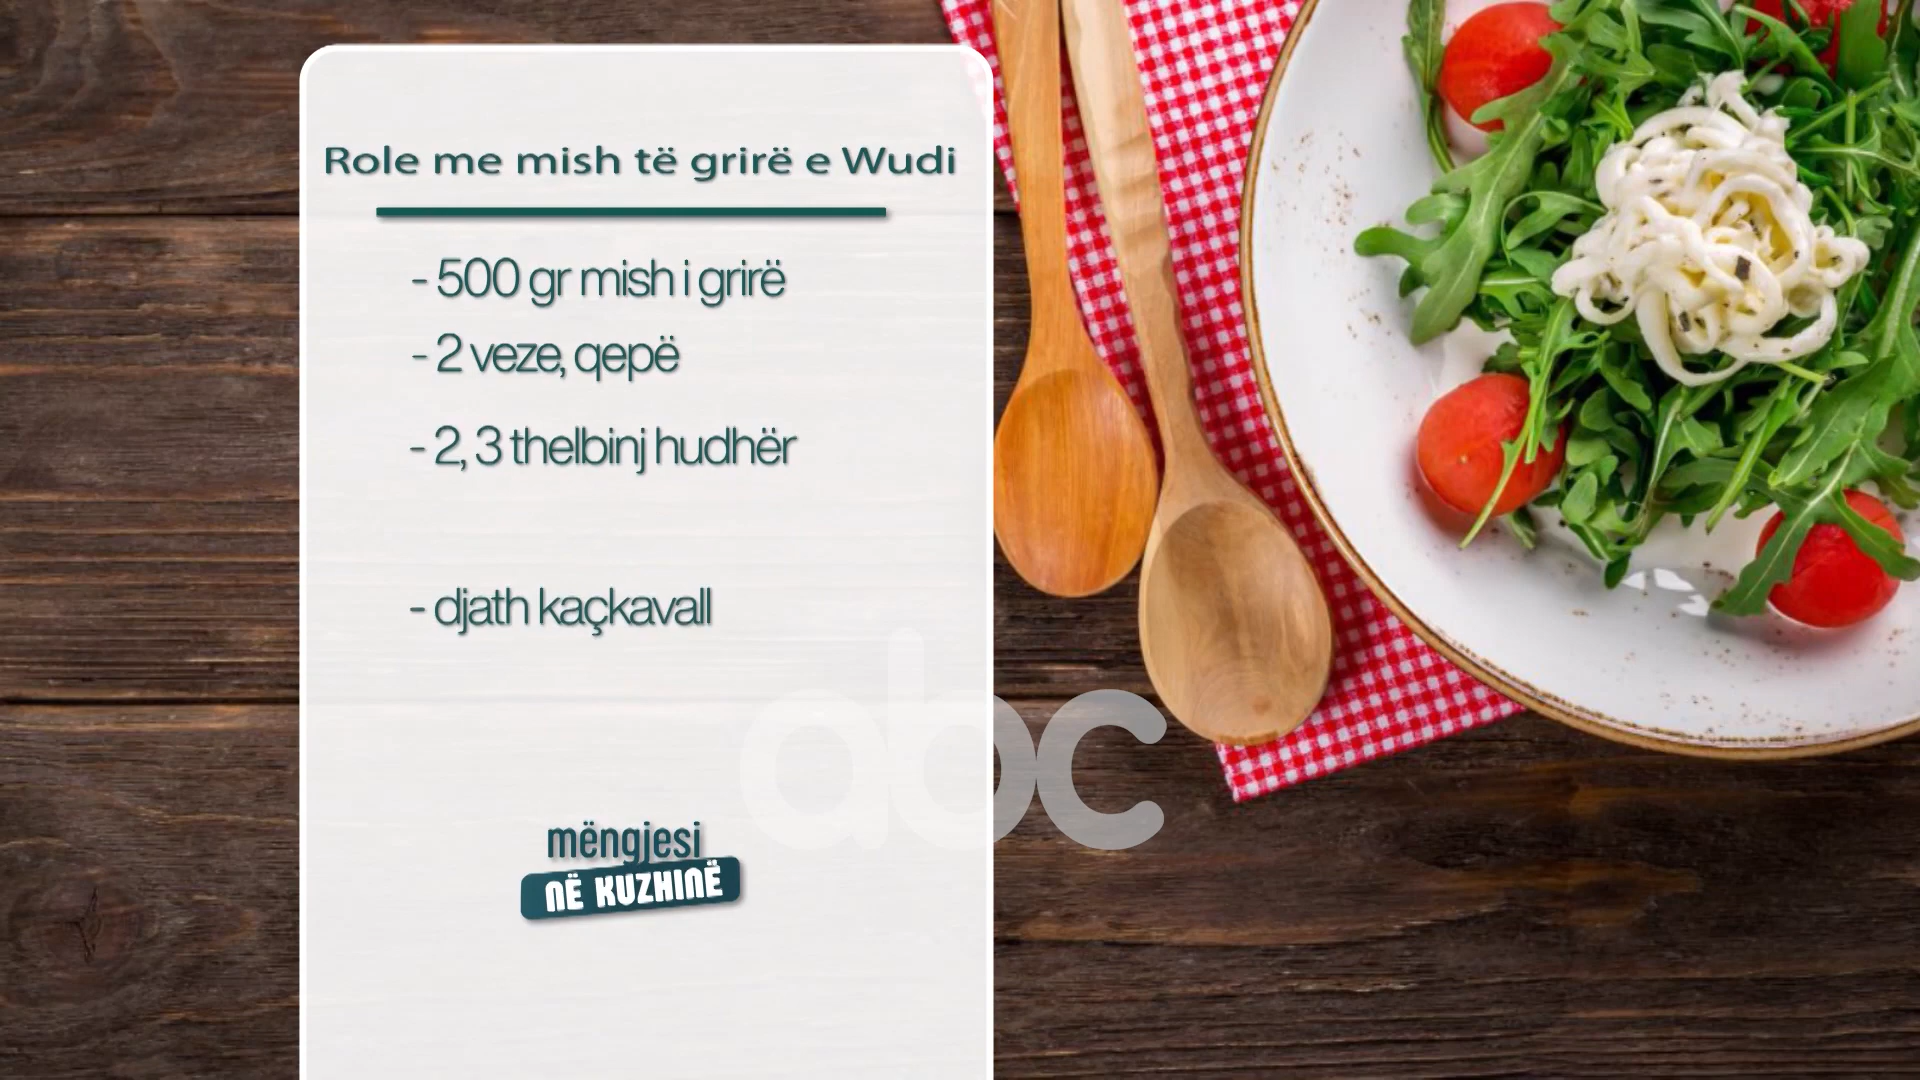 Role me mish të grirë e Wudi
- 500 gr mish i grirë
- 2 veze, qepë
- 2, 3 thelbinj hudhër
- djath kaçkavall
abc
mëngjesi
NË KUZHINË